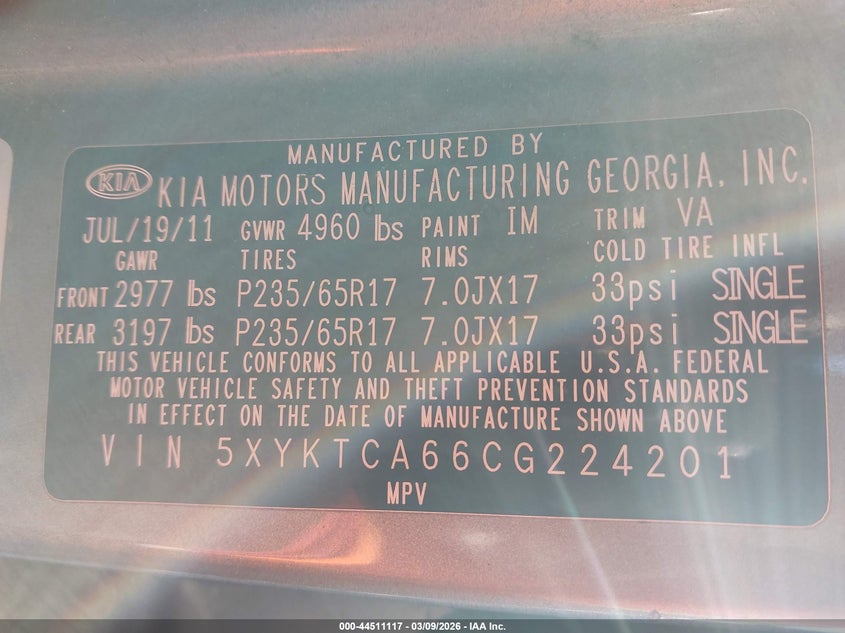 MANUFACTURED BY
KIA KIA MOTORS MANUFACTURING GEORGIA, INC.
JUL/19/11 GVWR 4960 lbs PAINT IM TRIM VA
GAWR TIRES RIMS COLD TIRE INFL
FRONT 2977 lbs P235/65R17 7.0JX17 33psi SINGLE
REAR 3197 lbs P235/65R17 7.0JX17 33psi SINGLE
THIS VEHICLE CONFORMS TO ALL APPLICABLE U.S.A. FEDERAL
MOTOR VEHICLE SAFETY AND THEFT PREVENTION STANDARDS
IN EFFECT ON THE DATE OF MANUFACTURE SHOWN ABOVE
VIN 5XYKTCA66CG224201
MPV
000-44511117 - 03/09/2026 - IAA Inc.